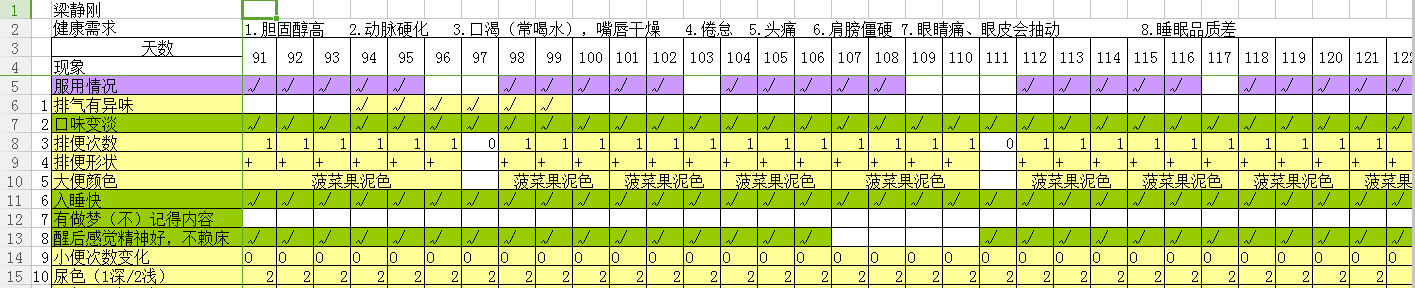 1 梁静刚
2 健康需求 1.胆固醇高 2.动脉硬化 3.口渴（常喝水），嘴唇干燥 4.倦怠 5.头痛 6.肩膀僵硬 7.眼睛痛、眼皮会抽动 8.睡眠品质差
3 天数 91 92 93 94 95 96 97 98 99 100 101 102 103 104 105 106 107 108 109 110 111 112 113 114 115 116 117 118 119 120 121 122
4 现象
5 服用情况 √ √ √ √ √ √ √ √ √ √ √ √ √ √ √ √ √ √ √ √ √ √ √ √ √
6 1 排气有异味 √ √ √ √ √ √
7 2 口味变淡 √ √ √ √ √ √ √ √ √ √ √ √ √ √ √ √ √ √ √ √ √ √ √ √ √ √ √ √ √ √ √ √
8 3 排便次数 1 1 1 1 1 1 0 1 1 1 1 1 1 1 1 1 1 1 1 1 0 1 1 1 1 1 1 1 1 1 1
9 4 排便形状 + + + + + + + + + + + + + + + + + + + + + + + + + + + + + +
10 5 大便颜色 菠菜果泥色 菠菜果泥色 菠菜果泥色 菠菜果泥色 菠菜果泥色 菠菜果泥色 菠菜果泥色 菠菜果泥色 菠菜果
11 6 入睡快 √ √ √ √ √ √ √ √ √ √ √ √ √ √ √ √ √ √ √ √ √ √ √ √ √ √ √ √ √ √ √ √
12 7 有做梦（不）记得内容
13 8 醒后感觉精神好，不赖床 √ √ √ √ √ √ √ √ √ √ √ √ √ √ √ √ √ √ √ √ √ √ √ √ √ √ √ √
14 9 小便次数变化 0 0 0 0 0 0 0 0 0 0 0 0 0 0 0 0 0 0 0 0 0 0 0 0 0 0 0 0 0 0 0 0
15 10 尿色（1深/2浅） 2 2 2 2 2 2 2 2 2 2 2 2 2 2 2 2 2 2 2 2 2 2 2 2 2 2 2 2 2 2 2